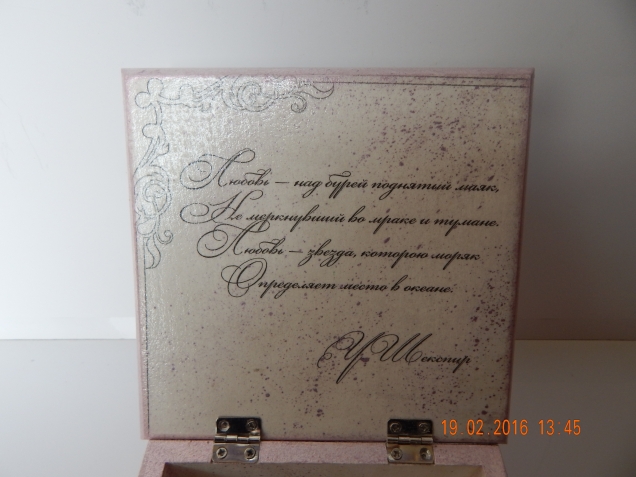 Любовь — над бурей поднятый маяк,
Не меркнувший во мраке и тумане.
Любовь — звезда, которою моряк
Определяет место в океане.
У. Шекспир
19.02.2016 13:45